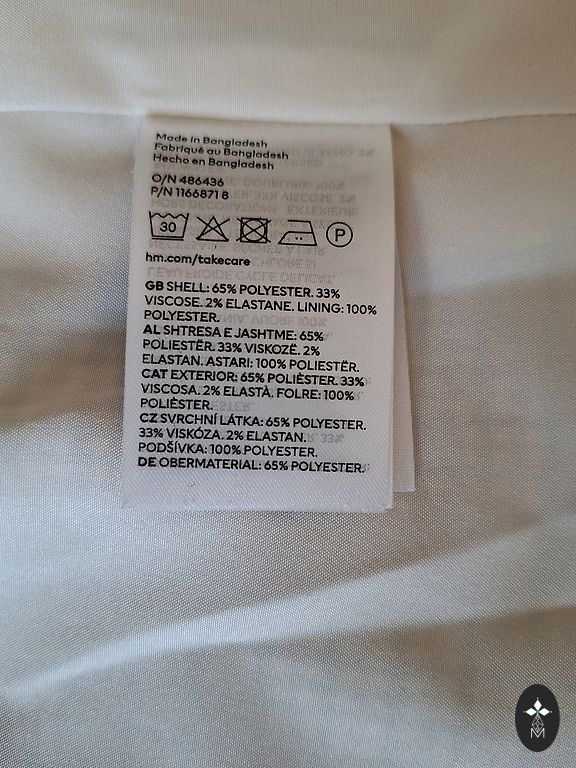 Made in Bangladesh
Fabriqué au Bangladesh
Hecho en Bangladesh
O/N 486436
P/N 1166871 8
30 P
hm.com/takecare
GB SHELL: 65% POLYESTER. 33%
VISCOSE. 2% ELASTANE. LINING: 100%
POLYESTER.
AL SHTRESA E JASHTME: 65%
POLIESTËR. 33% VISKOZË. 2%
ELASTAN. ASTARI: 100% POLIESTËR.
CAT EXTERIOR: 65% POLIÈSTER. 33%
VISCOSA. 2% ELASTÀ. FOLRE: 100%
POLIÈSTER.
CZ SVRCHNÍ LÁTKA: 65% POLYESTER.
33% VISKÓZA. 2% ELASTAN.
PODŠÍVKA: 100% POLYESTER.
DE OBERMATERIAL: 65% POLYESTER.
M